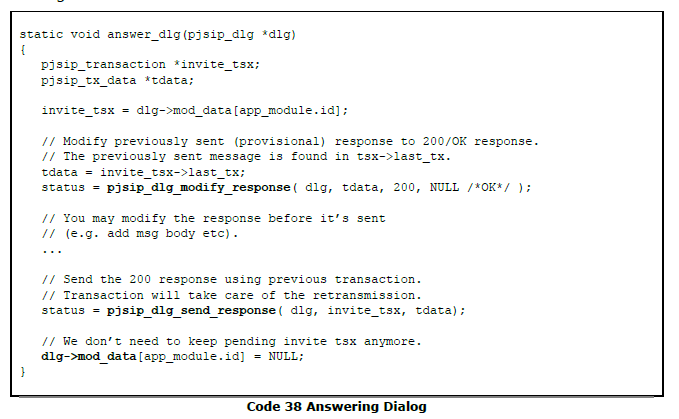 static void answer_dlg(pjsip_dlg *dlg)
{
pjsip_transaction *invite_tsx;
pjsip_tx_data *tdata;
invite_tsx = dlg->mod_data[app_module.id];
// Modify previously sent (provisional) response to 200/OK response.
// The previously sent message is found in tsx->last_tx.
tdata = invite_tsx->last_tx;
status = pjsip_dlg_modify_response( dlg, tdata, 200, NULL /*OK*/ );
// You may modify the response before it’s sent
// (e.g. add msg body etc).
...
// Send the 200 response using previous transaction.
// Transaction will take care of the retransmission.
status = pjsip_dlg_send_response( dlg, invite_tsx, tdata);
// We don’t need to keep pending invite tsx anymore.
dlg->mod_data[app_module.id] = NULL;
}
Code 38 Answering Dialog